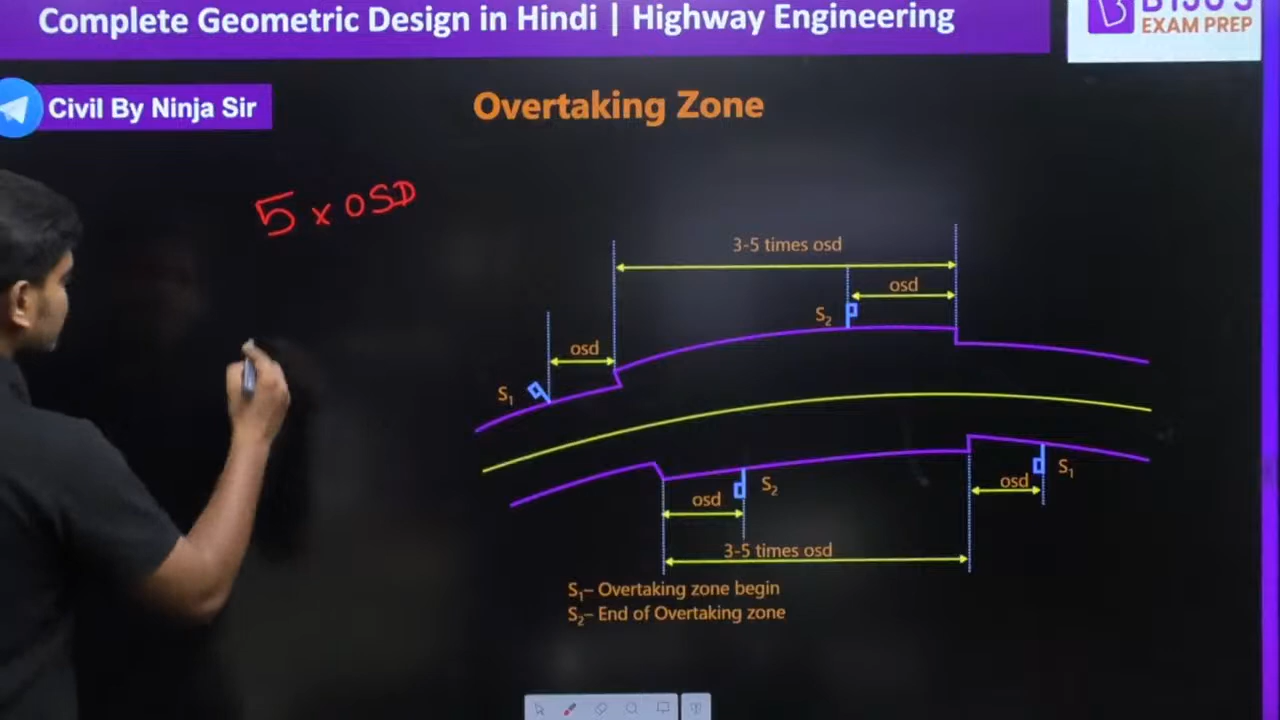 Complete Geometric Design in Hindi | Highway Engineering
BYJU'S
EXAM PREP
Civil By Ninja Sir
Overtaking Zone
5 x OSD
3-5 times osd
osd
S2
osd
S1
S2
osd
osd
S1
3-5 times osd
S1– Overtaking zone begin
S2– End of Overtaking zone